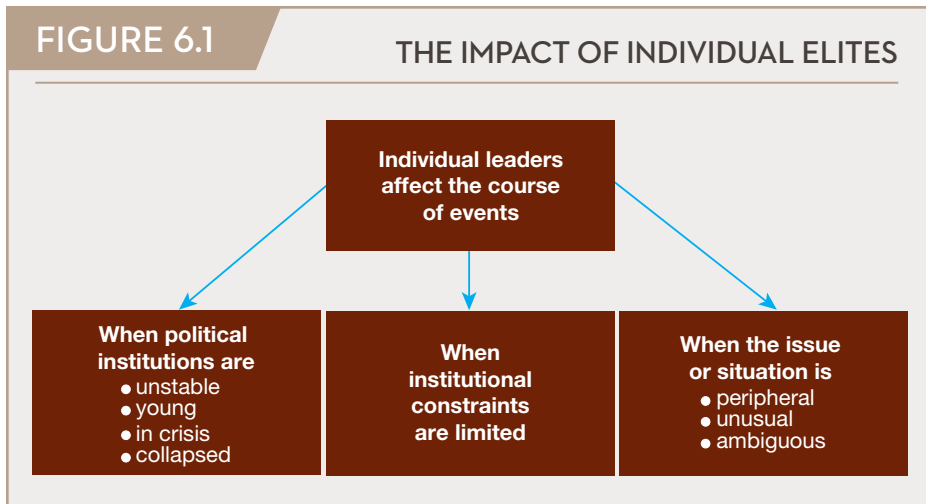 FIGURE 6.1
THE IMPACT OF INDIVIDUAL ELITES
Individual leaders
affect the course
of events
When political
institutions are
● unstable
● young
● in crisis
● collapsed
When
institutional
constraints
are limited
When the issue
or situation is
● peripheral
● unusual
● ambiguous